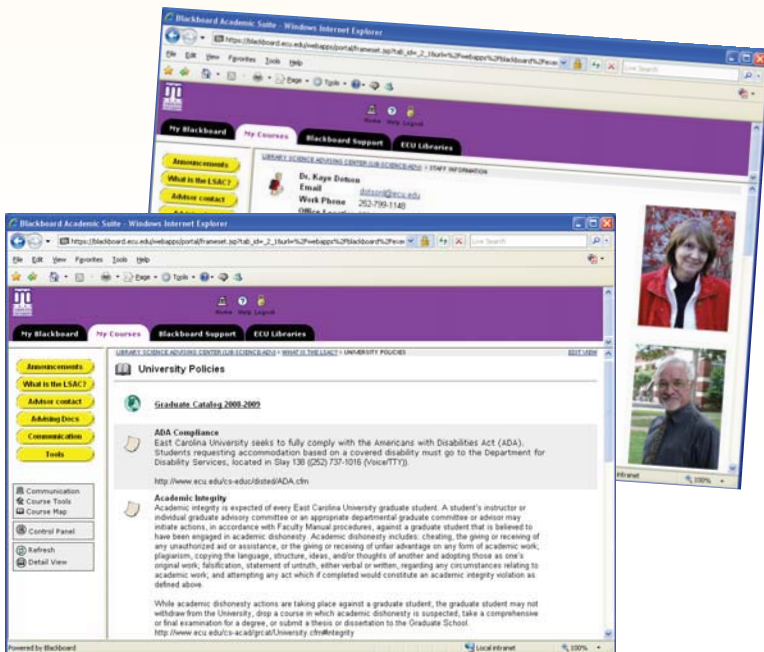 Blackboard Academic Suite - Windows Internet Explorer
https://blackboard.ecu.edu/webapps/portal/frameset.jsp?tab_id=_2_1&url=%2Fwebapps%2Fblackboard%2Fexe
Live Search
File Edit View Favorites Tools Help
Page Tools
Home Help Logout
My Blackboard My Courses Blackboard Support ECU Libraries
Announcements
What is the LSAC?
Advisor contact
LIBRARY SCIENCE ADVISING CENTER (LIB-SCIENCE-ADV) > STAFF INFORMATION
Dr. Kaye Dotson
Email
Work Phone 252-799-1148
intranet
100%
Blackboard Academic Suite - Windows Internet Explorer
https://blackboard.ecu.edu/webapps/portal/frameset.jsp?tab_id=_2_1&url=%2Fwebapps%2Fblackboard%2Fexe
Live Search
File Edit View Favorites Tools Help
Page Tools
Home Help Logout
My Blackboard My Courses Blackboard Support ECU Libraries
Announcements
What is the LSAC?
Advisor contact
Advising Docs
Communication
Tools
Communication
Course Tools
Course Map
Control Panel
Refresh
Detail View
LIBRARY SCIENCE ADVISING CENTER (LIB-SCIENCE-ADV) > WHAT IS THE LSAC? > UNIVERSITY POLICIES
EDIT VIEW
University Policies
Graduate Catalog 2008-2009
ADA Compliance
East Carolina University seeks to fully comply with the Americans with Disabilities Act (ADA).
Students requesting accommodation based on a covered disability must go to the Department for
Disability Services, located in Slay 138 ((252) 737-1016 (Voice/TTY)).
http://www.ecu.edu/cs-educ/disted/ADA.cfm
Academic Integrity
Academic integrity is expected of every East Carolina University graduate student. A student's instructor or
individual graduate advisory committee or an appropriate departmental graduate committee or advisor may
initiate actions, in accordance with Faculty Manual procedures, against a graduate student that is believed to
have been engaged in academic dishonesty. Academic dishonesty includes: cheating, the giving or receiving of
any unauthorized aid or assistance, or the giving or receiving of unfair advantage on any form of academic work;
plagiarism, copying the language, structure, ideas, and/or thoughts of another and adopting those as one's
original work; falsification, statement of untruth, either verbal or written, regarding any circumstances relating to
academic work; and attempting any act which if completed would constitute an academic integrity violation as
defined above.
While academic dishonesty actions are taking place against a graduate student, the graduate student may not
withdraw from the University, drop a course in which academic dishonesty is suspected, take a comprehensive
or final examination for a degree, or submit a thesis or dissertation to the Graduate School.
http://www.ecu.edu/cs-acad/grcat/University.cfm#integrity
Powered by Blackboard
Local intranet
100%